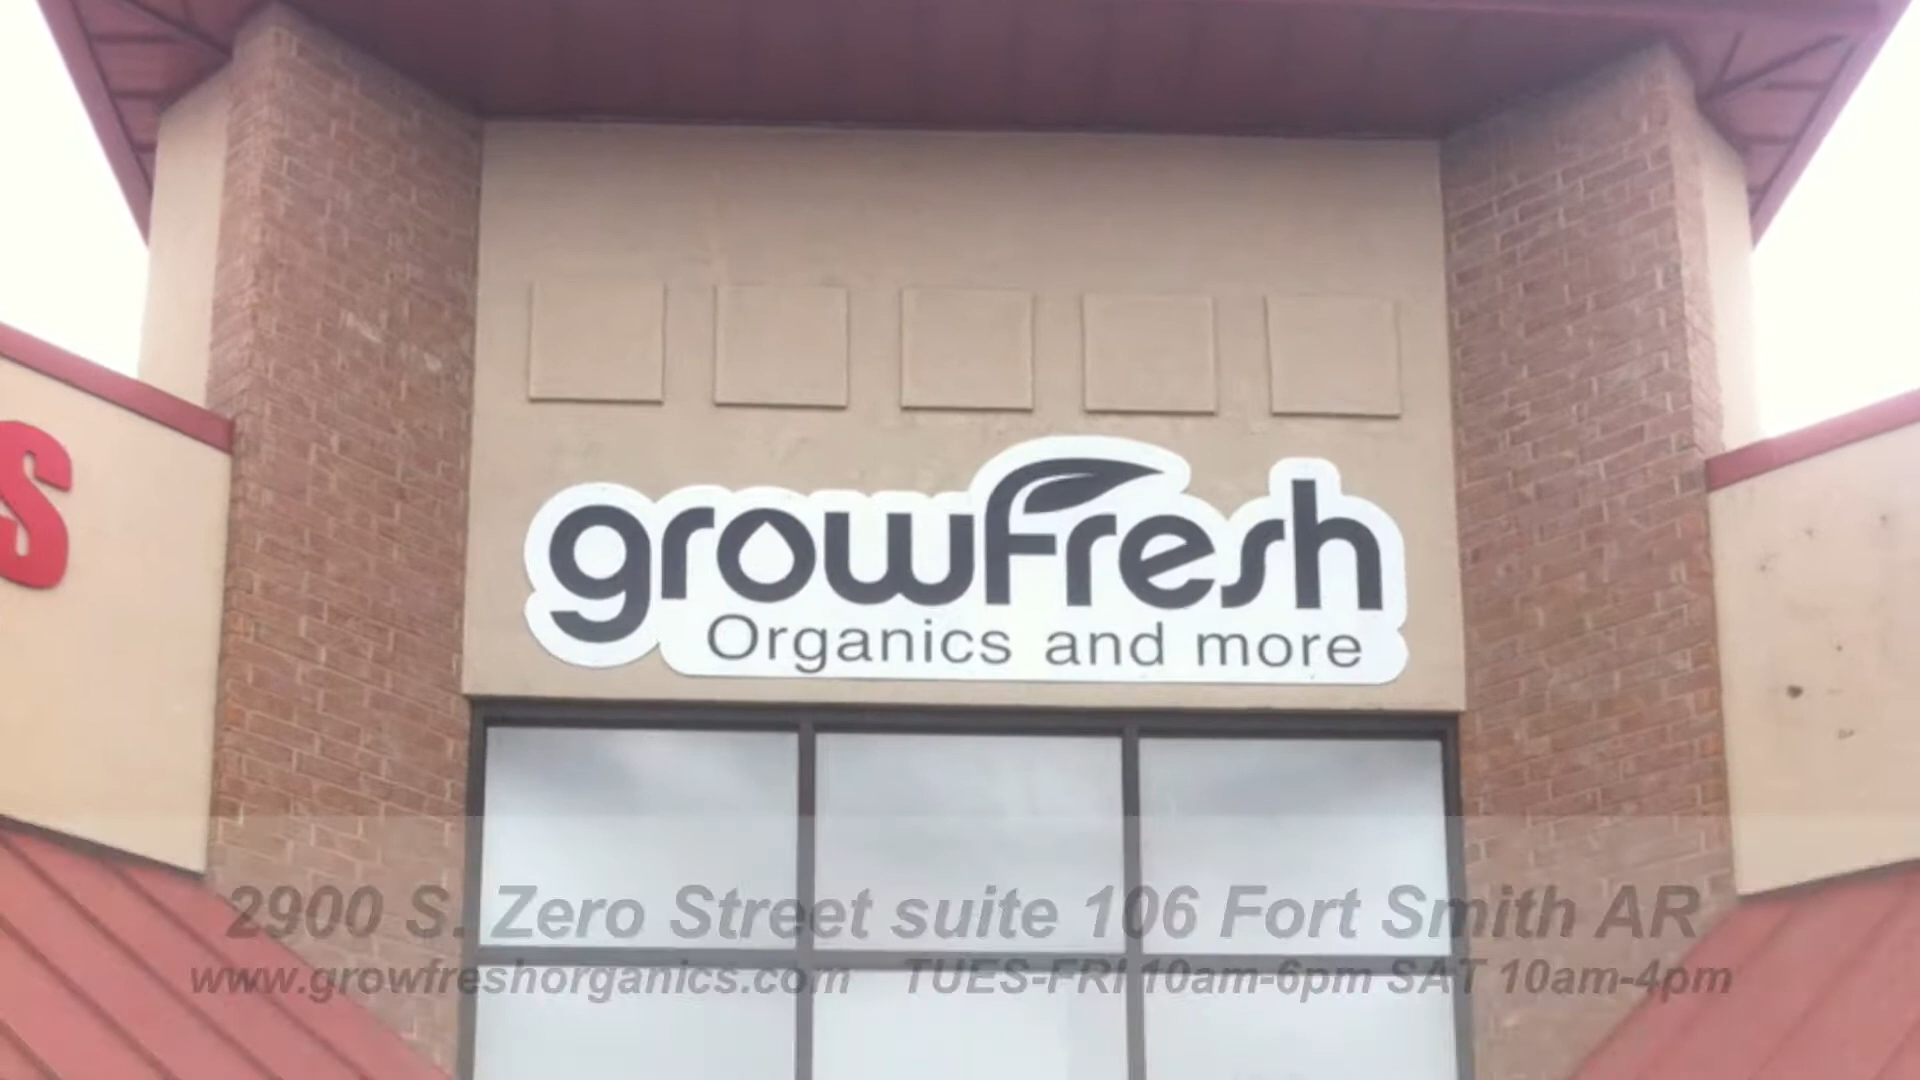 S
growfresh
Organics and more
2900 S. Zero Street suite 106 Fort Smith AR
www.growfreshorganics.com TUES-FRI 10am-6pm SAT 10am-4pm